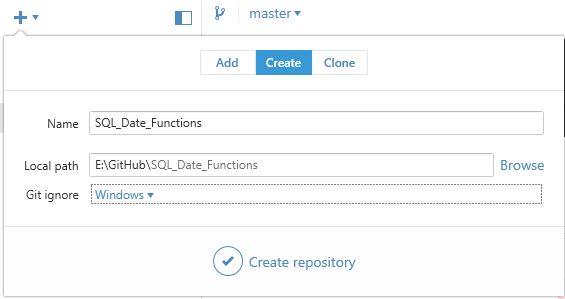 master
Add Create Clone
Name SQL_Date_Functions
Local path E:\GitHub\SQL_Date_Functions Browse
Git ignore Windows
Create repository